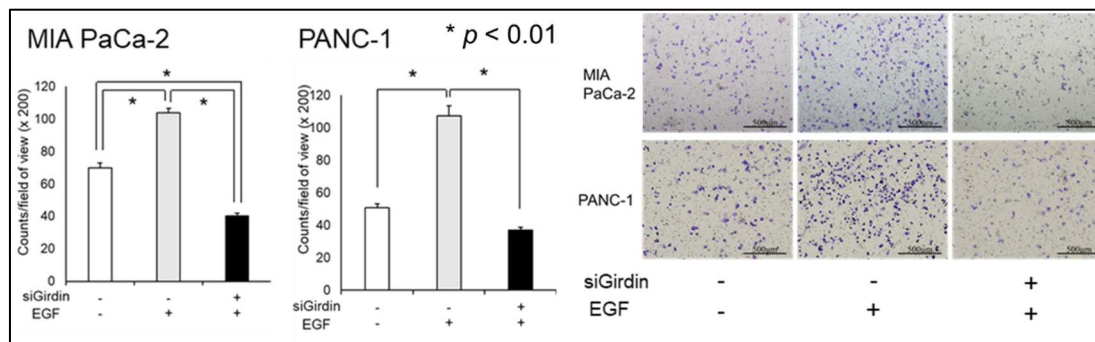 MIA PaCa-2
*
* *
Counts/field of view (x 200)
120
100
80
60
40
20
0
siGirdin - - +
EGF - + +
PANC-1
* p < 0.01
* *
Counts/field of view (x 200)
120
100
80
60
40
20
0
siGirdin - - +
EGF - + +
MIA
PaCa-2
500μm 500μm 500μm
PANC-1
500μm 500μm 500μm
siGirdin - - +
EGF - + +